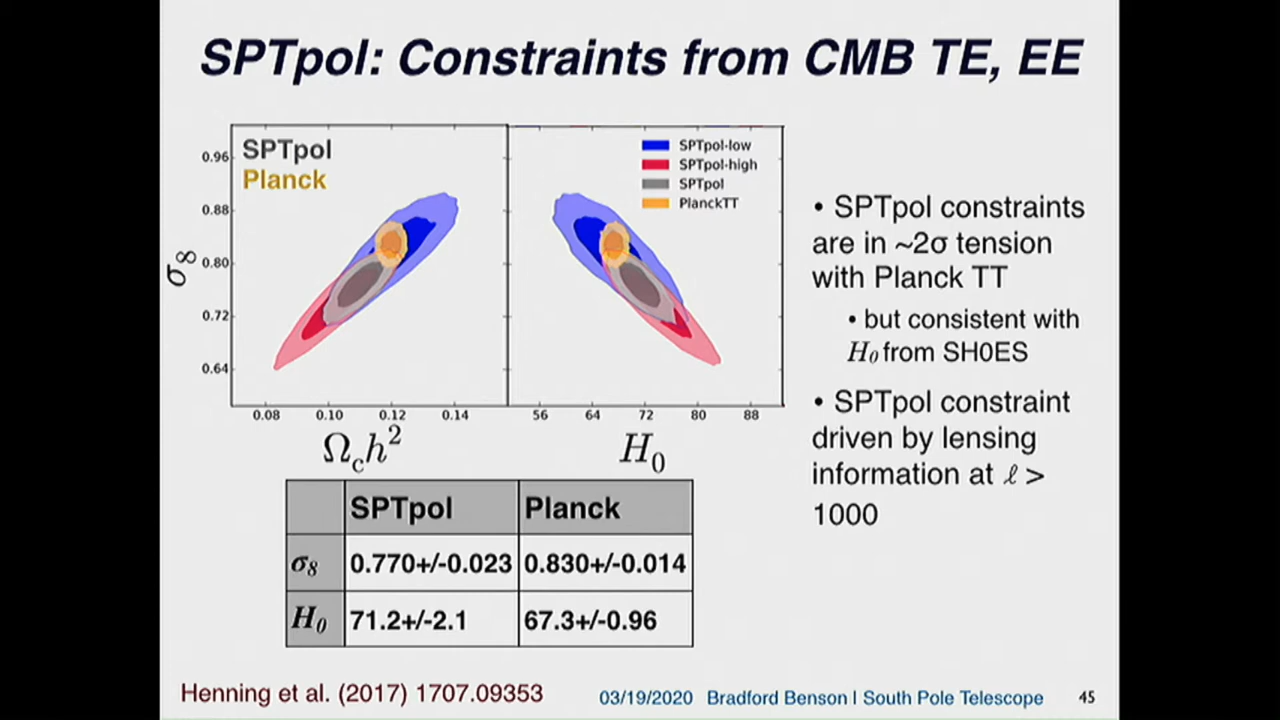 SPTpol: Constraints from CMB TE, EE
SPTpol
Planck
SPTpol-low
SPTpol-high
SPTpol
PlanckTT
0.96
0.88
0.80
0.72
0.64
σ8
0.08 0.10 0.12 0.14
56 64 72 80 88
Ωch²
H0
• SPTpol constraints
are in ~2σ tension
with Planck TT
• but consistent with
H0 from SH0ES
• SPTpol constraint
driven by lensing
information at ℓ >
1000
SPTpol Planck
σ8 0.770+/-0.023 0.830+/-0.014
H0 71.2+/-2.1 67.3+/-0.96
Henning et al. (2017) 1707.09353
03/19/2020 Bradford Benson | South Pole Telescope 45